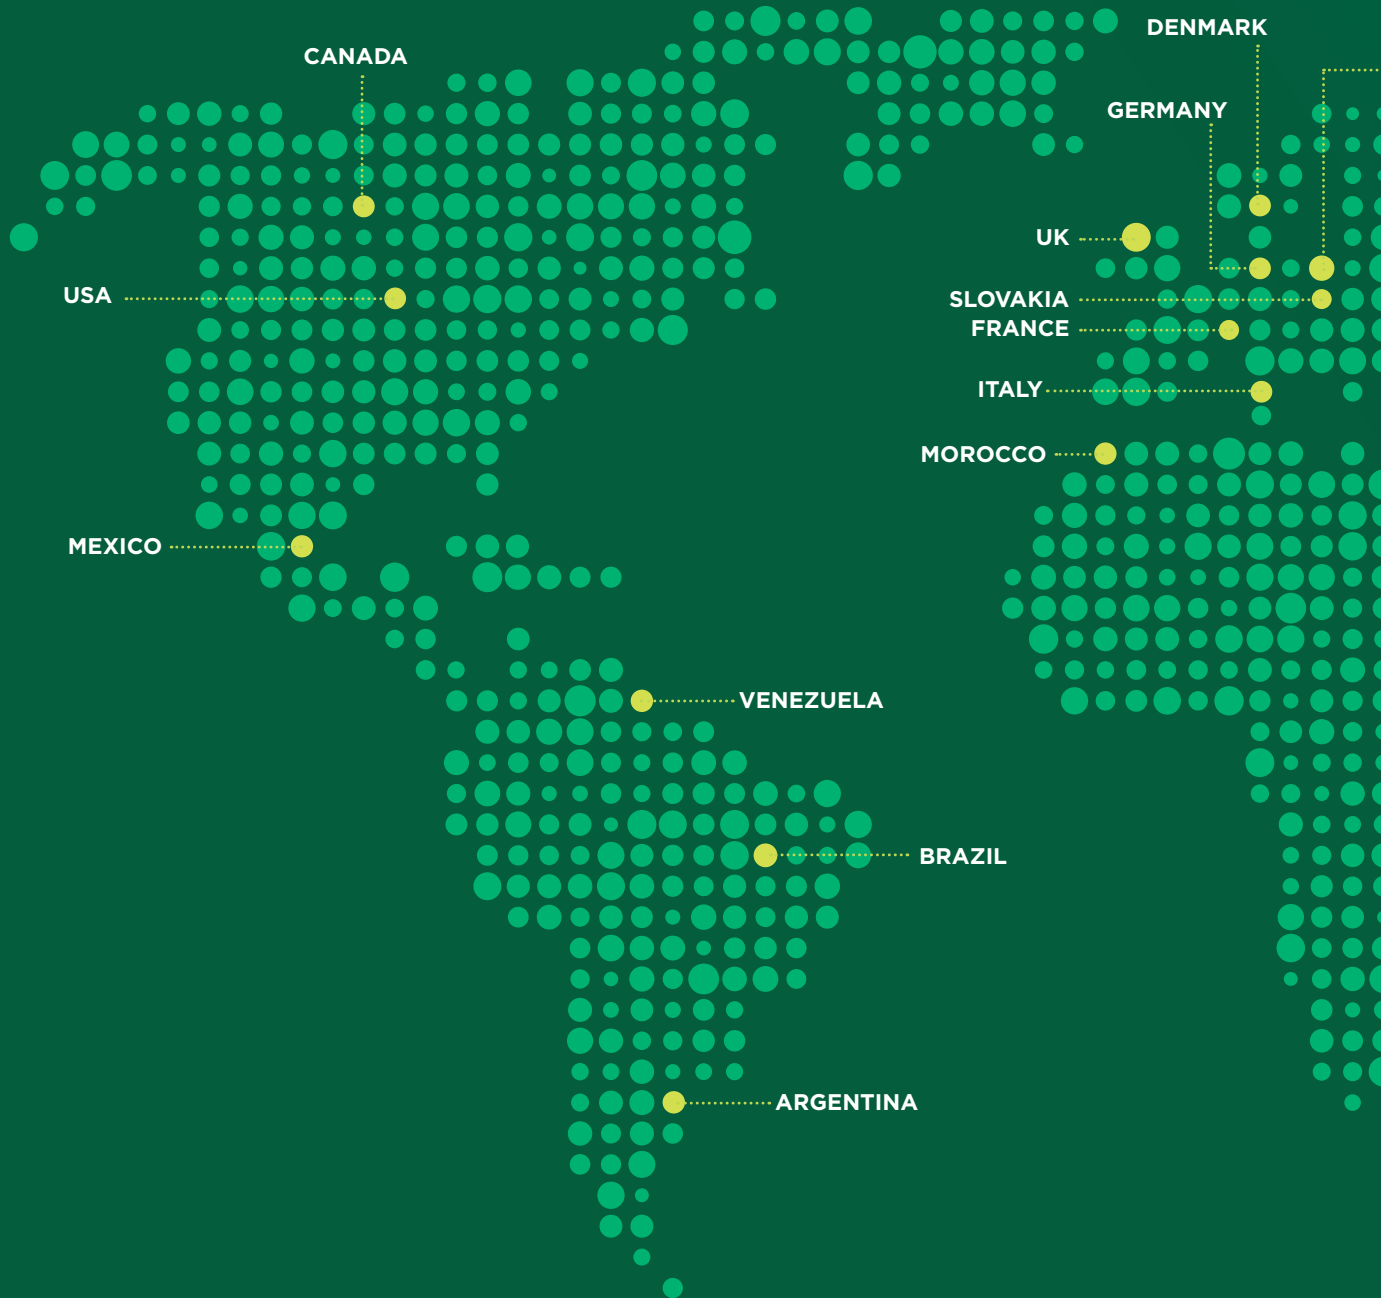 DENMARK
CANADA
GERMANY
UK
USA
SLOVAKIA
FRANCE
ITALY
MOROCCO
MEXICO
VENEZUELA
BRAZIL
ARGENTINA